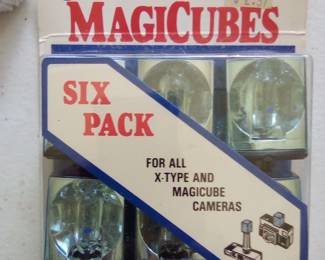 MAGICUBES
SIX
PACK
FOR ALL
X-TYPE AND
MAGICUBE
CAMERAS